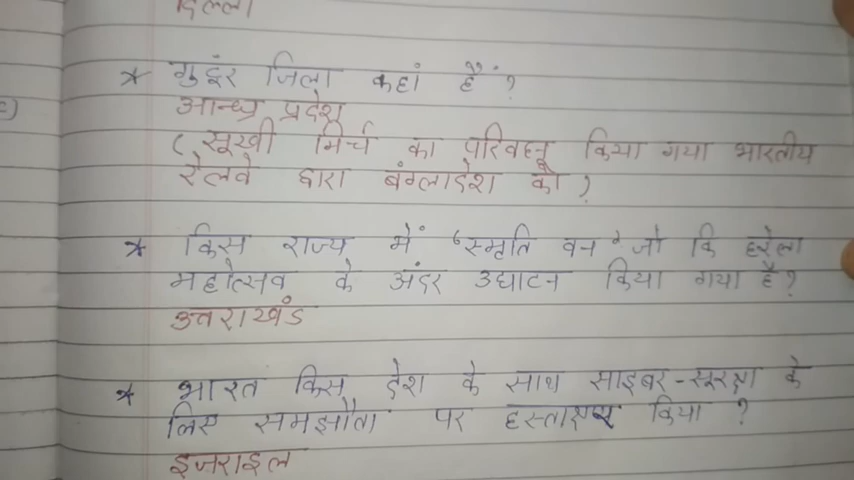 दिल्ली
* गुइंर जिला कहां है ?
आन्ध्र प्रदेश
( सूखी मिर्च का परिवहन किया गया भारतीय
रेलवे द्वारा बंग्लादेश को )
* किस राज्य में 'स्मृति वन' जो कि हरेला
महोत्सव के अंदर उद्घाटन किया गया है ?
उत्तराखंड
* भारत किस देश के साथ साइबर-सुरक्षा के
लिए समझौता पर हस्ताक्षर किया ?
इजराइल